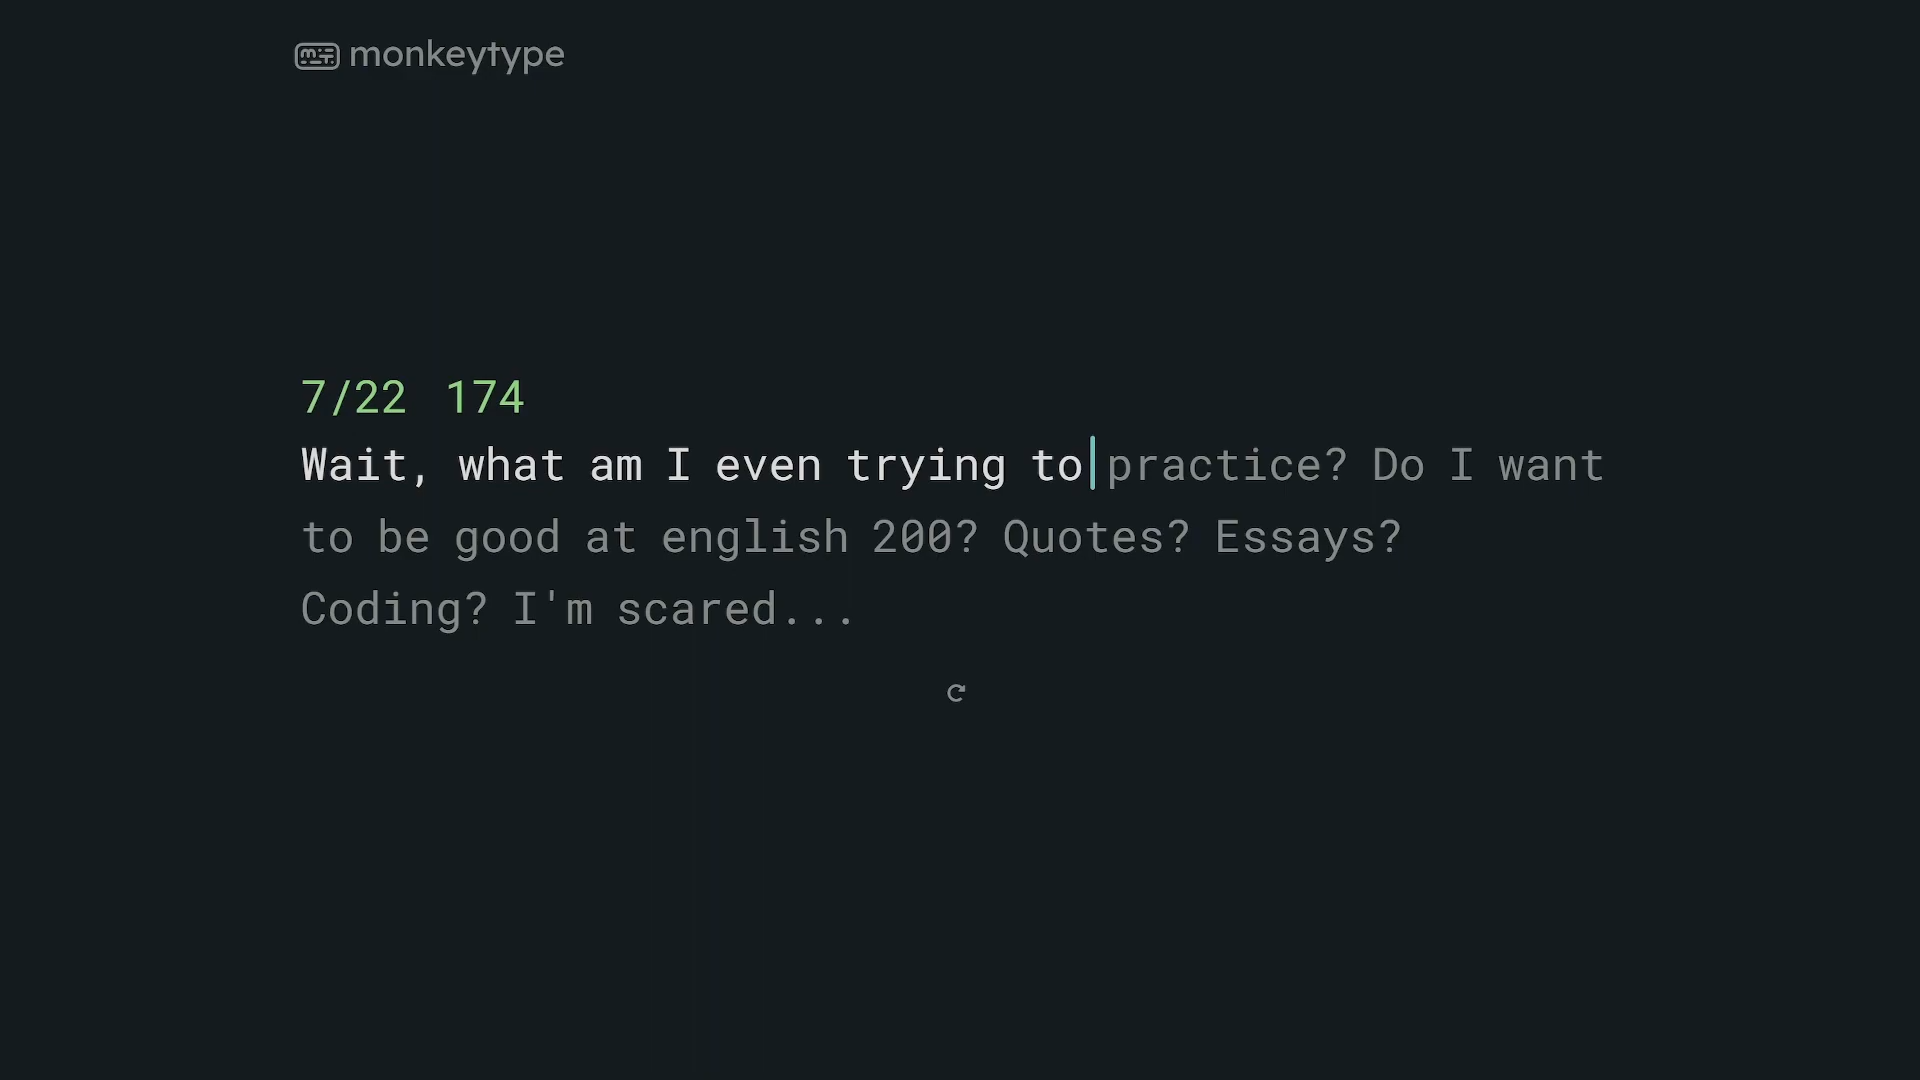 monkeytype
7/22 174
Wait, what am I even trying to practice? Do I want
to be good at english 200? Quotes? Essays?
Coding? I'm scared...